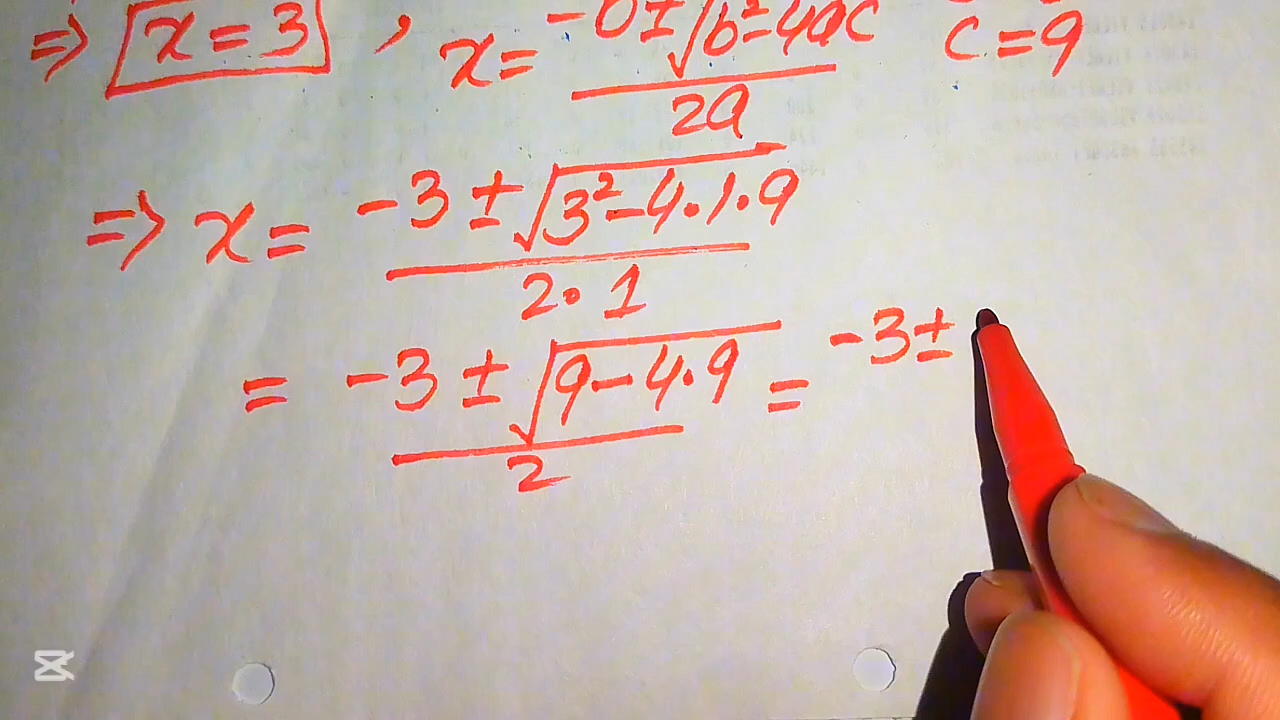 ⇒ x = 3 , x = -b ± √b² - 4ac / 2a c = 9
⇒ x = -3 ± √3² - 4·1·9 / 2·1
= -3 ± √9 - 4·9 / 2 = -3 ±